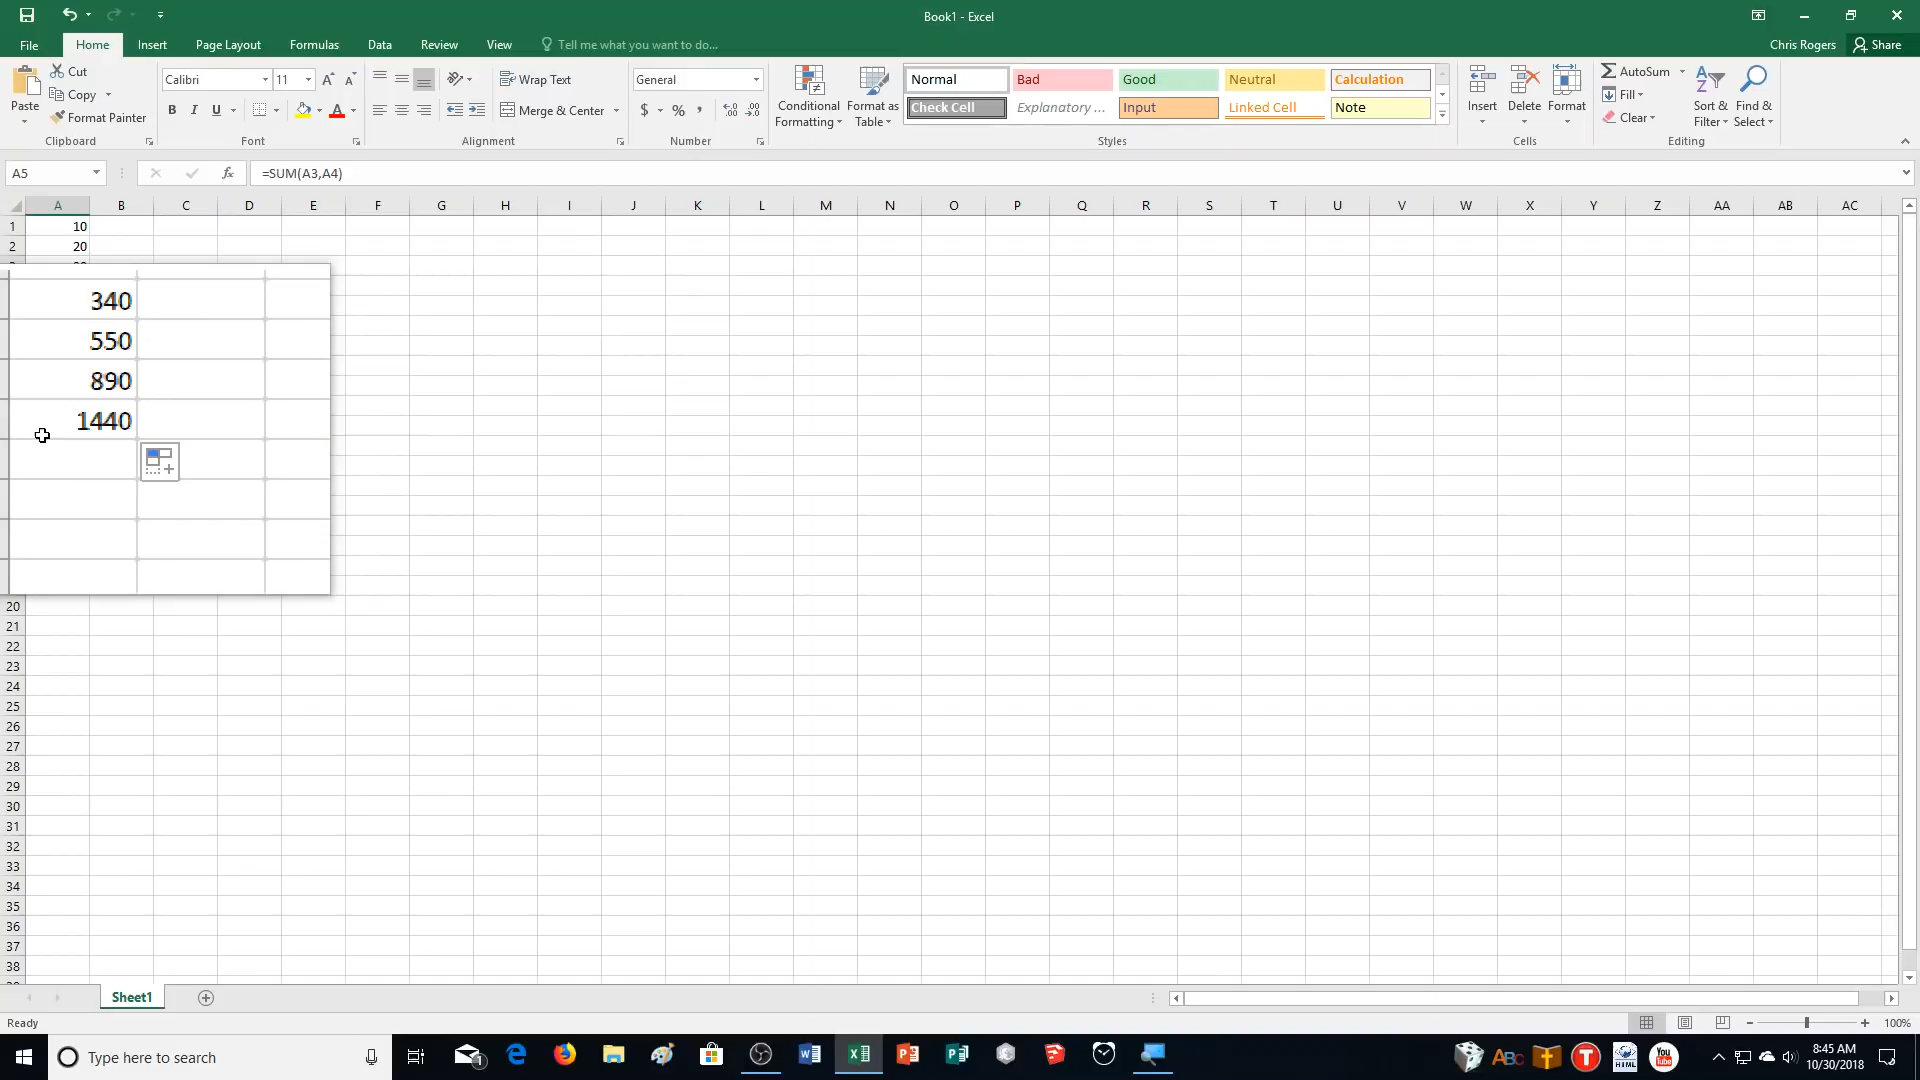 Book1 - Excel
File Home Insert Page Layout Formulas Data Review View Tell me what you want to do... Chris Rogers Share
Paste Cut Copy Format Painter
Calibri 11
B I U A
Wrap Text
Merge & Center
General
$ % ,
Conditional Formatting Format as Table
Normal Bad Good Neutral Calculation
Check Cell Explanatory ... Input Linked Cell Note
Insert Delete Format
AutoSum Fill Clear
Sort & Filter Find & Select
Clipboard Font Alignment Number Styles Cells Editing
A5 fx =SUM(A3,A4)
A B C D E F G H I J K L M N O P Q R S T U V W X Y Z AA AB AC
1 10
2 20
340
550
890
1440
20
21
22
23
24
25
26
27
28
29
30
31
32
33
34
35
36
37
38
Sheet1
Ready 100%
Type here to search 8:45 AM
10/30/2018